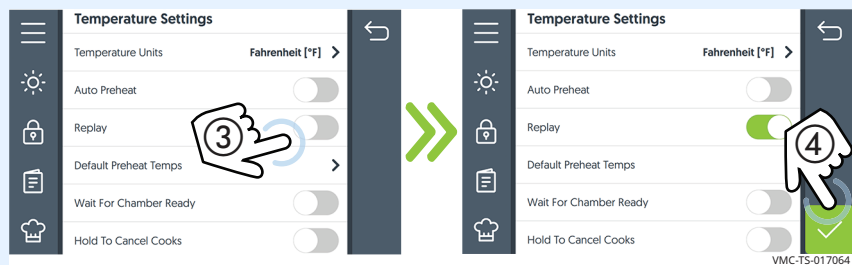 Temperature Settings
Temperature Units Fahrenheit [°F]
Auto Preheat
Replay
Default Preheat Temps
Wait For Chamber Ready
Hold To Cancel Cooks
3
Temperature Settings
Temperature Units Fahrenheit [°F]
Auto Preheat
Replay
Default Preheat Temps
Wait For Chamber Ready
Hold To Cancel Cooks
4
VMC-TS-017064